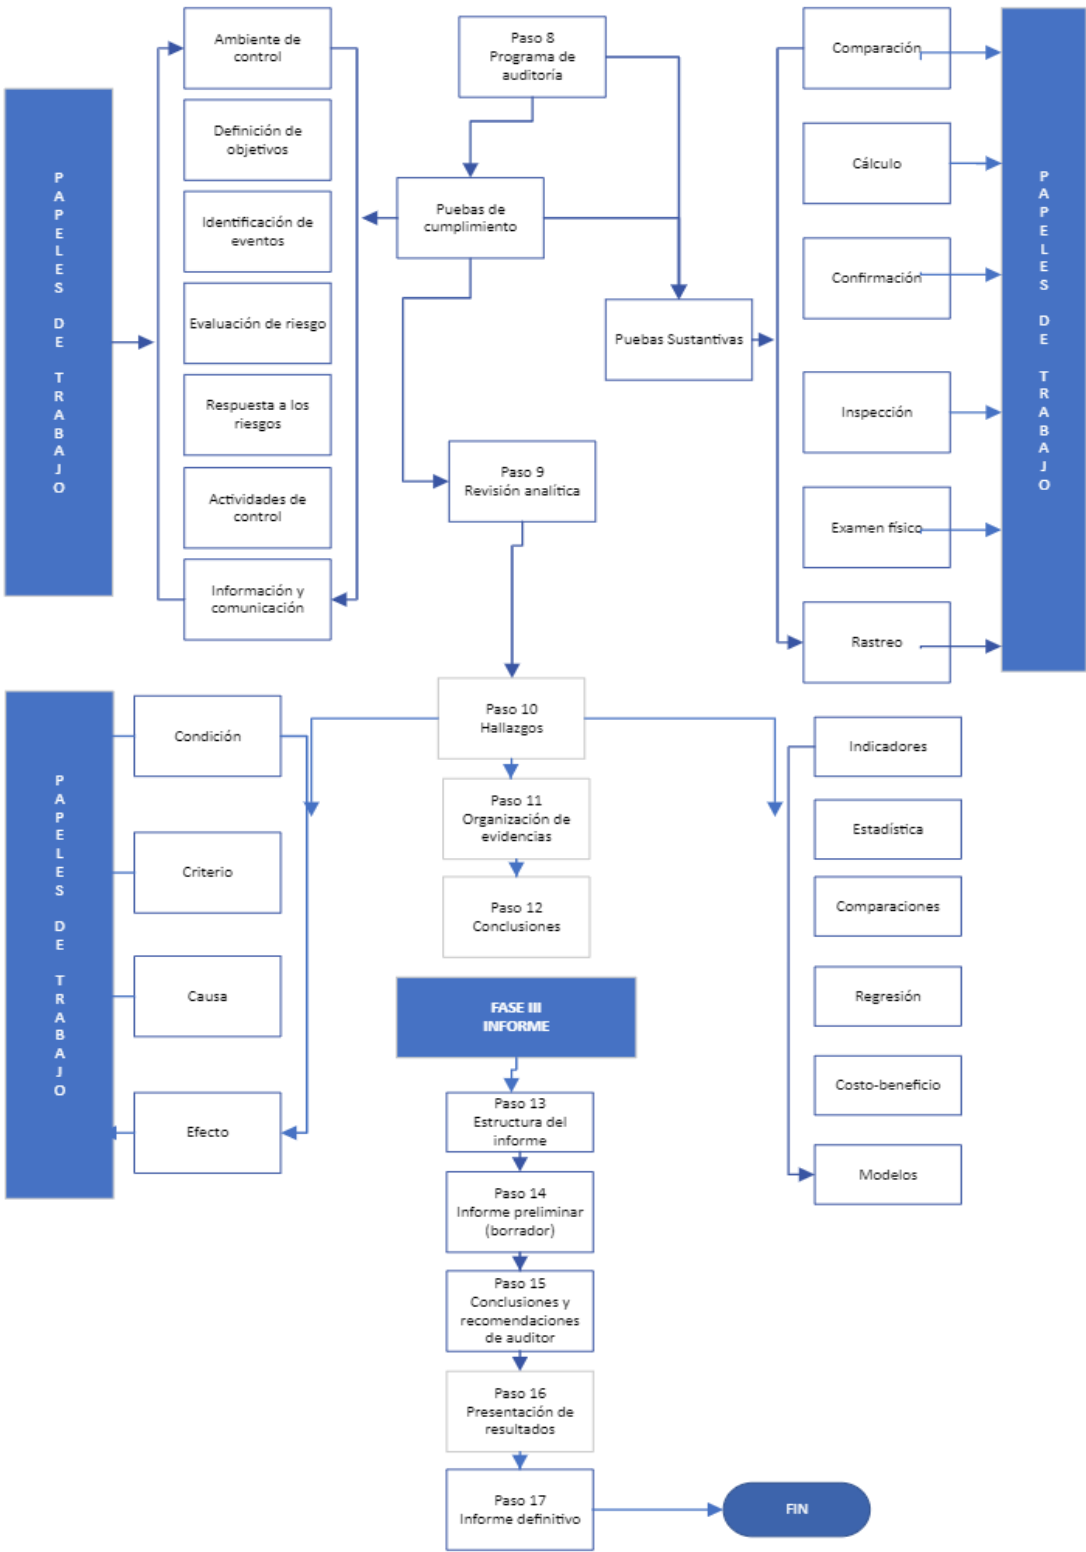 PAPELES DE TRABAJO
Ambiente de
control
Definición de
objetivos
Identificación de
eventos
Evaluación de riesgo
Respuesta a los
riesgos
Actividades de
control
Información y
comunicación
Paso 8
Programa de
auditoría
Puebas de
cumplimiento
Puebas Sustantivas
Paso 9
Revisión analítica
Comparación
Cálculo
Confirmación
Inspección
Examen físico
Rastreo
PAPELES DE TRABAJO
PAPELES DE TRABAJO
Condición
Criterio
Causa
Efecto
Paso 10
Hallazgos
Paso 11
Organización de
evidencias
Paso 12
Conclusiones
Indicadores
Estadística
Comparaciones
Regresión
Costo-beneficio
Modelos
FASE III
INFORME
Paso 13
Estructura del
informe
Paso 14
Informe preliminar
(borrador)
Paso 15
Conclusiones y
recomendaciones
de auditor
Paso 16
Presentación de
resultados
Paso 17
Informe definitivo
FIN